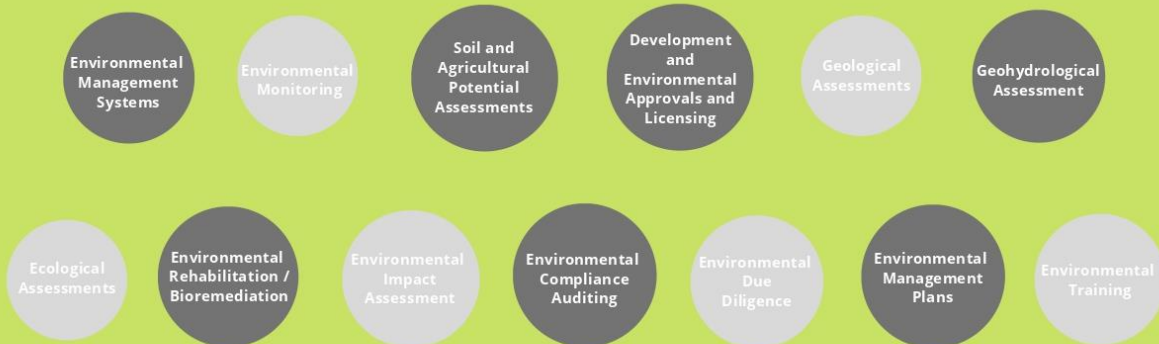 Environmental
Management
Systems
Environmental
Monitoring
Soil and
Agricultural
Potential
Assessments
Development
and
Environmental
Approvals and
Licensing
Geological
Assessments
Geohydrological
Assessment
Ecological
Assessments
Environmental
Rehabilitation /
Bioremediation
Environmental
Impact
Assessment
Environmental
Compliance
Auditing
Environmental
Due
Diligence
Environmental
Management
Plans
Environmental
Training